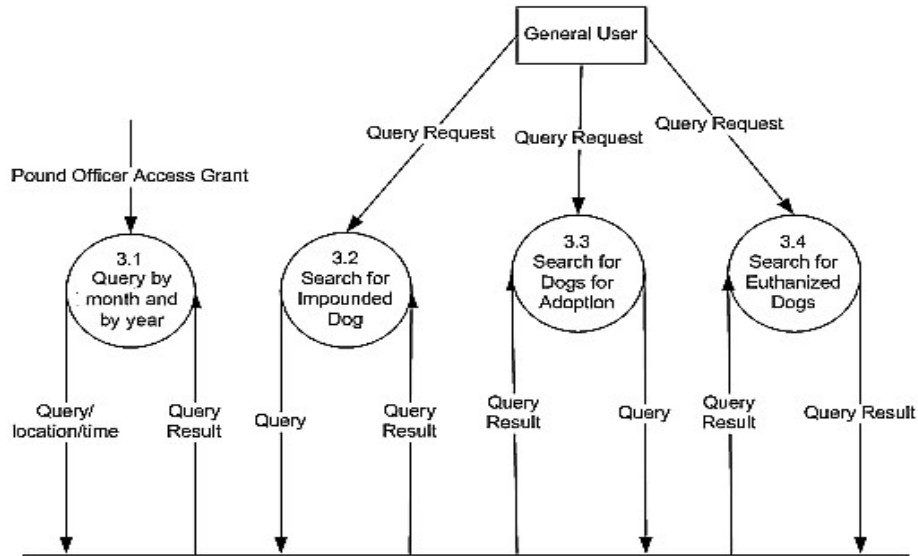 General User
Query Request
Query Request
Query Request
Pound Officer Access Grant
3.1
Query by
month and
by year
3.2
Search for
Impounded
Dog
3.3
Search for
Dogs for
Adoption
3.4
Search for
Euthanized
Dogs
Query/
location/time
Query
Result
Query
Query
Result
Query
Result
Query
Query
Result
Query Result